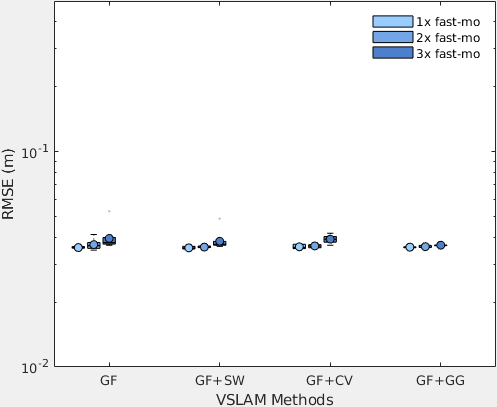 1x fast-mo
2x fast-mo
3x fast-mo
10^-1
10^-2
RMSE (m)
GF GF+SW GF+CV GF+GG
VSLAM Methods